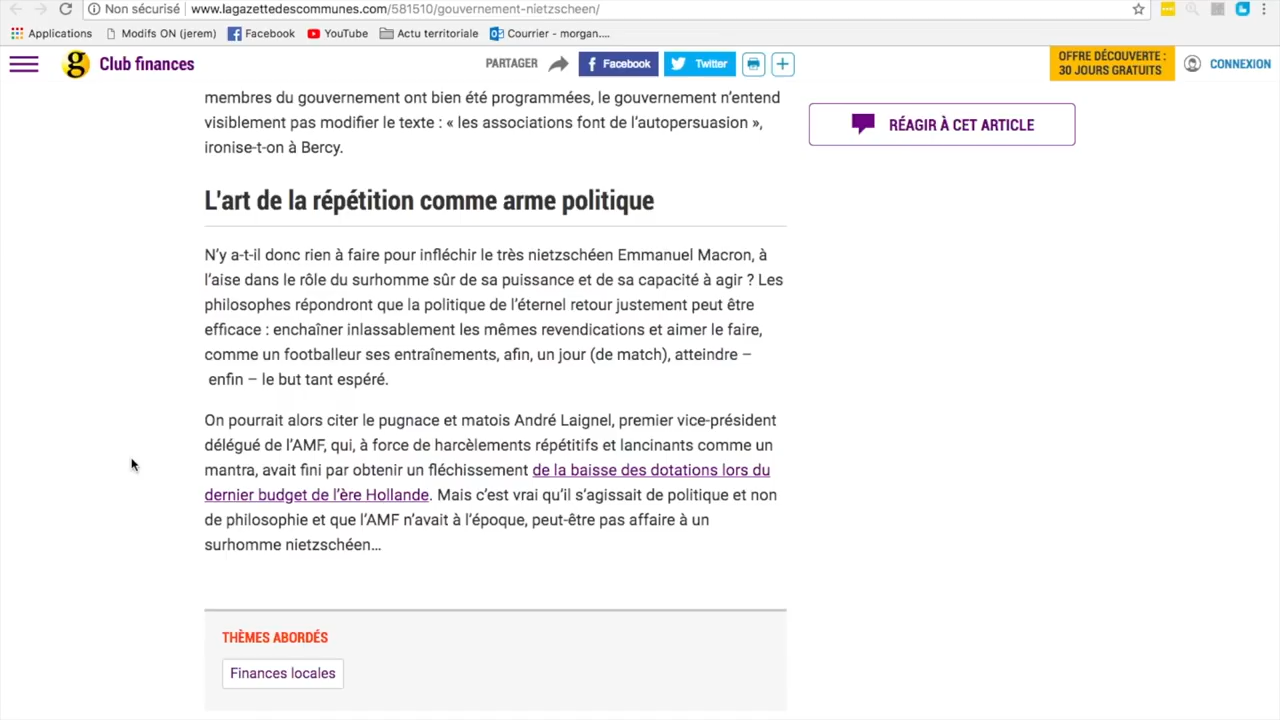 Non sécurisé | www.lagazettedescommunes.com/581510/gouvernement-nietzscheen/
Applications Modifs ON (jerem) Facebook YouTube Actu territoriale Courrier - morgan....
g Club finances PARTAGER Facebook Twitter OFFRE DÉCOUVERTE : CONNEXION
30 JOURS GRATUITS
membres du gouvernement ont bien été programmées, le gouvernement n’entend
visiblement pas modifier le texte : « les associations font de l’autopersuasion »,
ironise-t-on à Bercy.
RÉAGIR À CET ARTICLE
L'art de la répétition comme arme politique
N’y a-t-il donc rien à faire pour infléchir le très nietzschéen Emmanuel Macron, à
l’aise dans le rôle du surhomme sûr de sa puissance et de sa capacité à agir ? Les
philosophes répondront que la politique de l’éternel retour justement peut être
efficace : enchaîner inlassablement les mêmes revendications et aimer le faire,
comme un footballeur ses entraînements, afin, un jour (de match), atteindre –
enfin – le but tant espéré.
On pourrait alors citer le pugnace et matois André Laignel, premier vice-président
délégué de l’AMF, qui, à force de harcèlements répétitifs et lancinants comme un
mantra, avait fini par obtenir un fléchissement de la baisse des dotations lors du
dernier budget de l’ère Hollande. Mais c’est vrai qu’il s’agissait de politique et non
de philosophie et que l’AMF n’avait à l’époque, peut-être pas affaire à un
surhomme nietzschéen…
THÈMES ABORDÉS
Finances locales